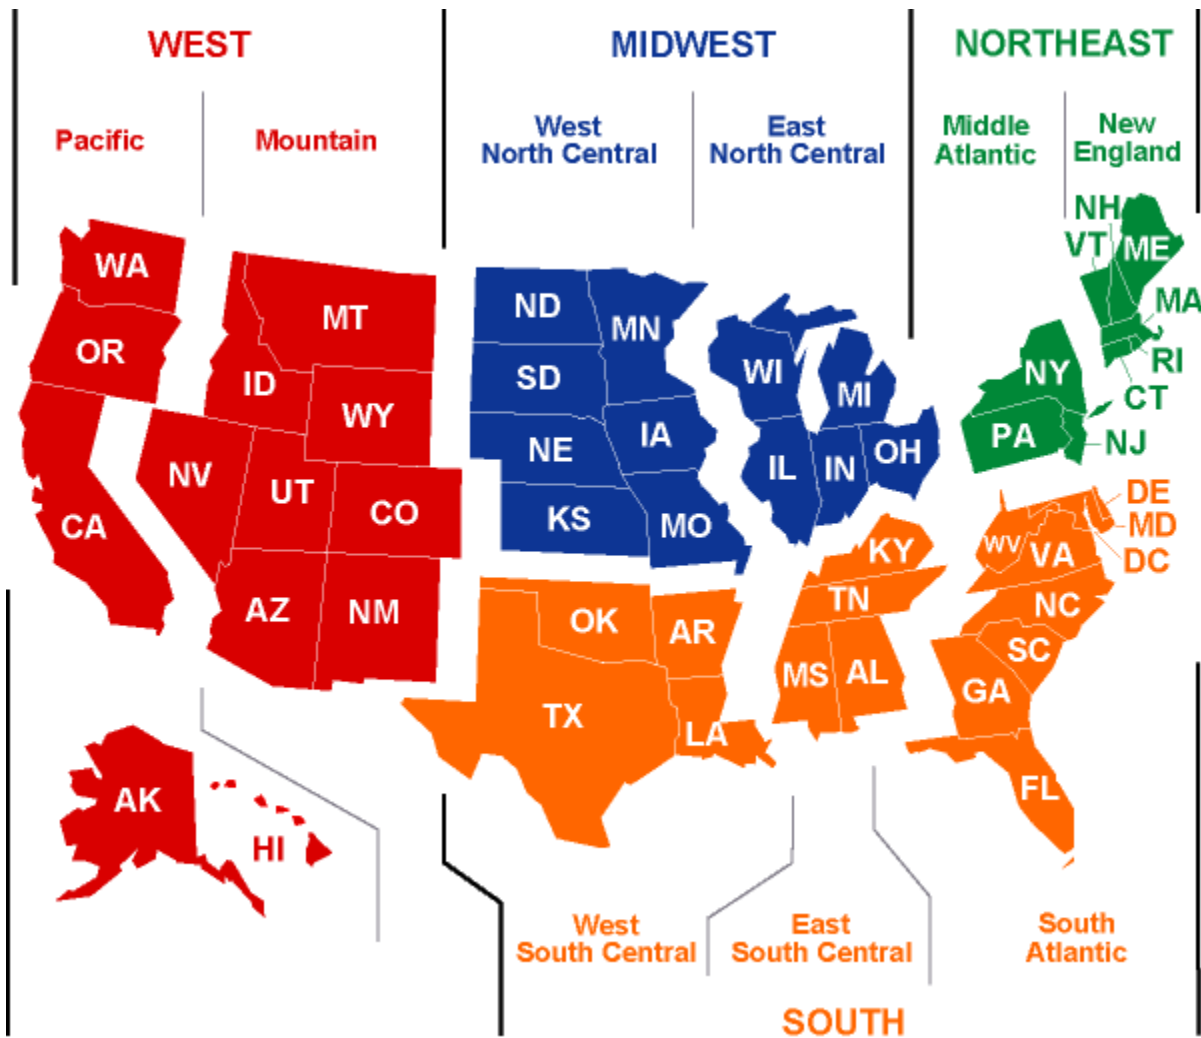 WEST
MIDWEST
NORTHEAST
Pacific
Mountain
West
North Central
East
North Central
Middle
Atlantic
New
England
WA
OR
CA
MT
ID
WY
NV
UT
CO
AZ
NM
AK
HI
ND
MN
SD
NE
IA
KS
MO
WI
MI
IL
IN
OH
NH
VT
ME
MA
RI
CT
NY
PA
NJ
DE
MD
DC
WV
VA
KY
TN
NC
SC
MS
AL
GA
FL
OK
AR
TX
LA
West
South Central
East
South Central
South
Atlantic
SOUTH